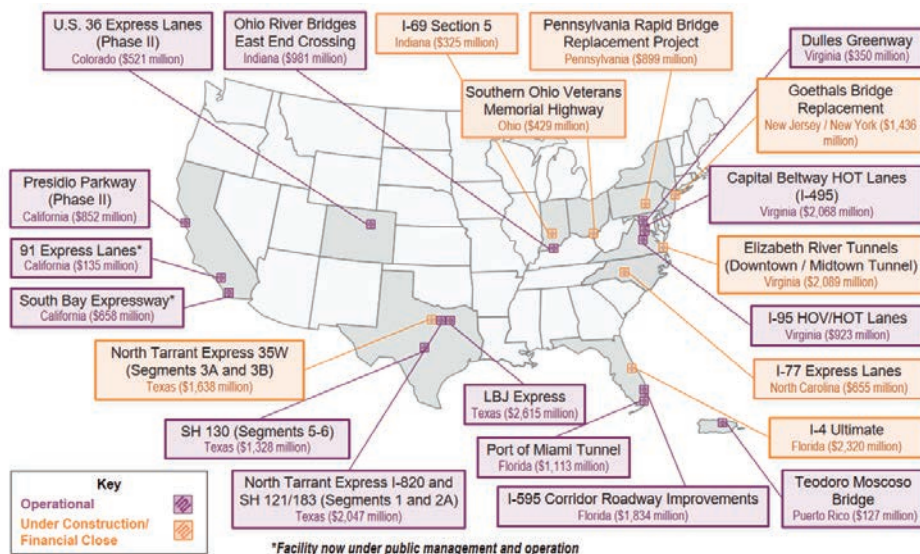 U.S. 36 Express Lanes
(Phase II)
Colorado ($521 million)
Ohio River Bridges
East End Crossing
Indiana ($981 million)
I-69 Section 5
Indiana ($325 million)
Pennsylvania Rapid Bridge
Replacement Project
Pennsylvania ($899 million)
Dulles Greenway
Virginia ($350 million)
Southern Ohio Veterans
Memorial Highway
Ohio ($429 million)
Goethals Bridge
Replacement
New Jersey / New York ($1,436
million)
Presidio Parkway
(Phase II)
California ($852 million)
Capital Beltway HOT Lanes
(I-495)
Virginia ($2,068 million)
91 Express Lanes*
California ($135 million)
Elizabeth River Tunnels
(Downtown / Midtown Tunnel)
Virginia ($2,089 million)
South Bay Expressway*
California ($658 million)
I-95 HOV/HOT Lanes
Virginia ($923 million)
North Tarrant Express 35W
(Segments 3A and 3B)
Texas ($1,638 million)
I-77 Express Lanes
North Carolina ($655 million)
LBJ Express
Texas ($2,615 million)
SH 130 (Segments 5-6)
Texas ($1,328 million)
I-4 Ultimate
Florida ($2,320 million)
Port of Miami Tunnel
Florida ($1,113 million)
North Tarrant Express I-820 and
SH 121/183 (Segments 1 and 2A)
Texas ($2,047 million)
I-595 Corridor Roadway Improvements
Florida ($1,834 million)
Teodoro Moscoso
Bridge
Puerto Rico ($127 million)
Key
Operational
Under Construction/
Financial Close
*Facility now under public management and operation